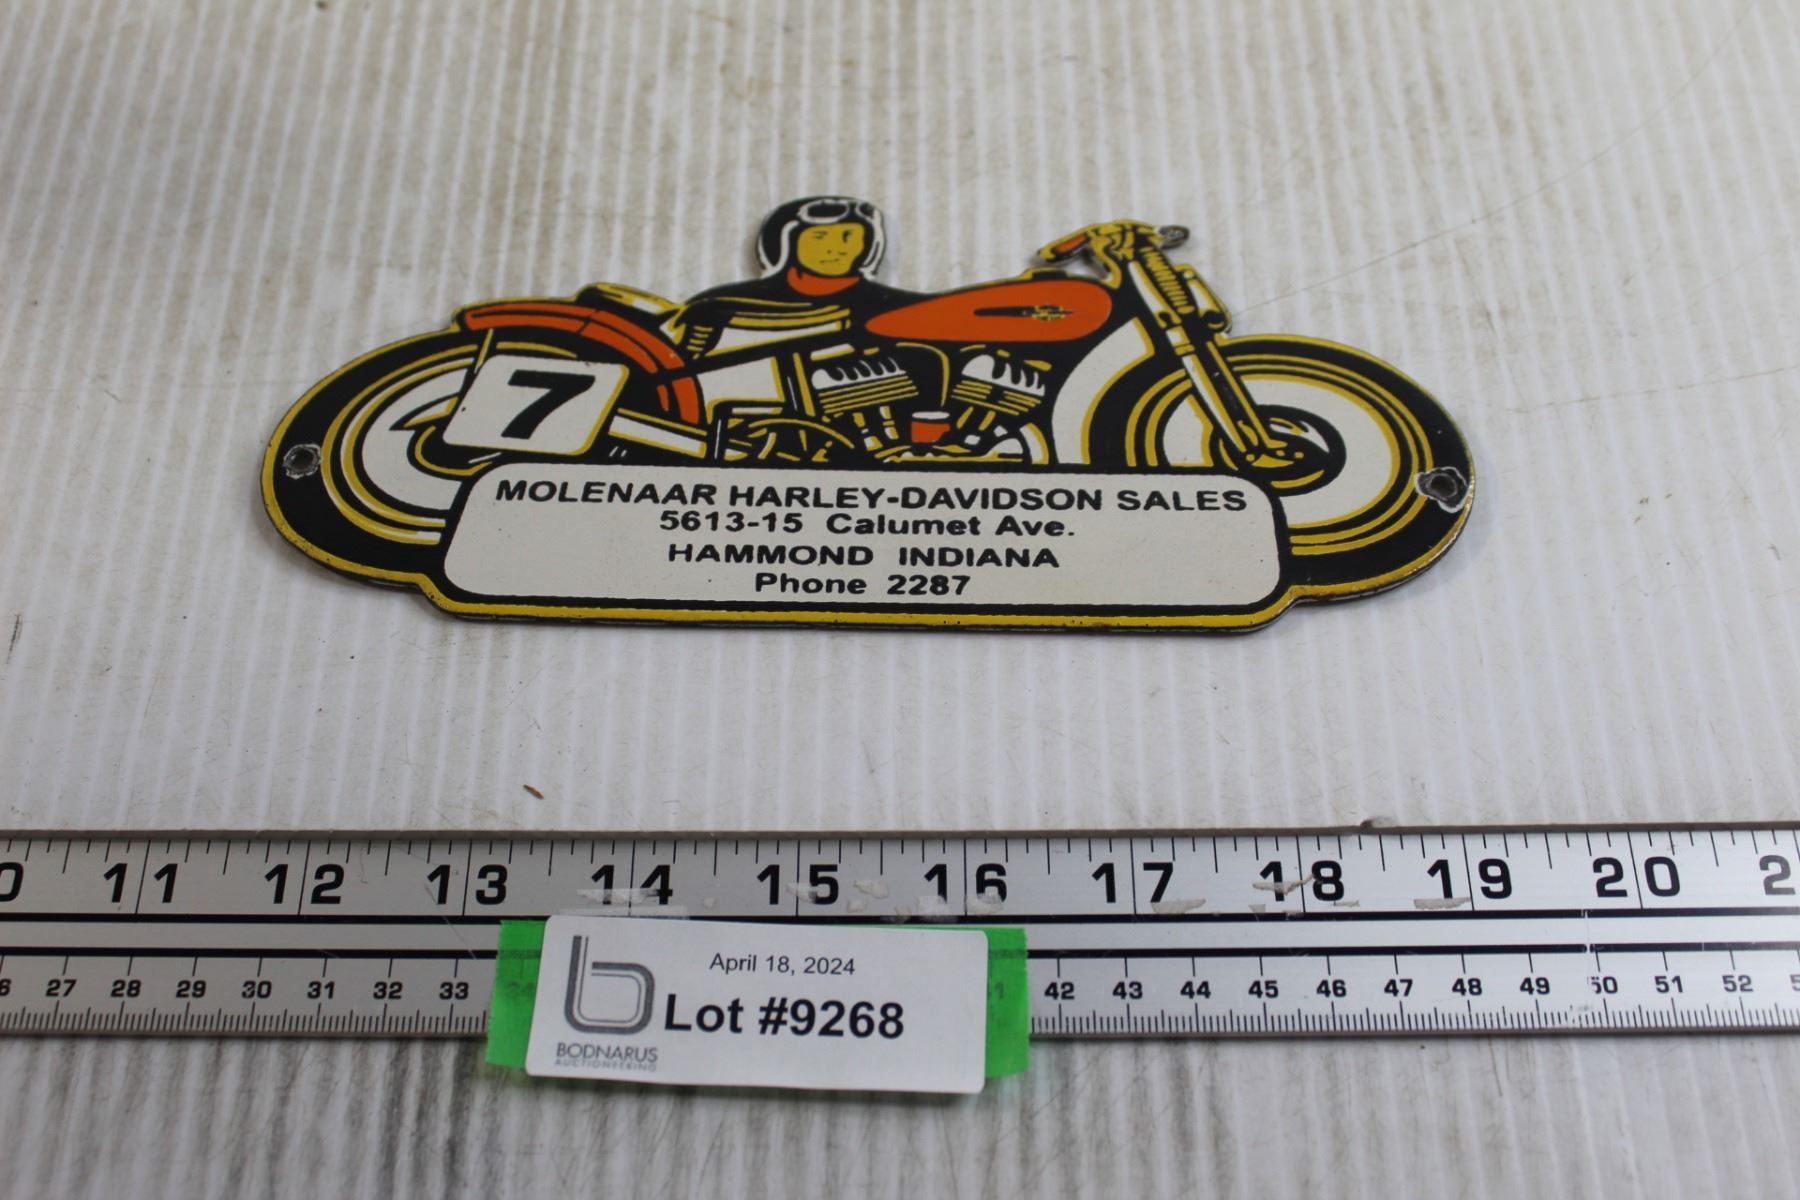 7
MOLENAAR HARLEY-DAVIDSON SALES
5613-15 Calumet Ave.
HAMMOND INDIANA
Phone 2287
11 12 13 14 15 16 17 18 19 20
27 28 29 30 31 32 33 42 43 44 45 46 47 48 49 50 51 52
April 18, 2024
Lot #9268
BODNARUS
AUCTIONEERING